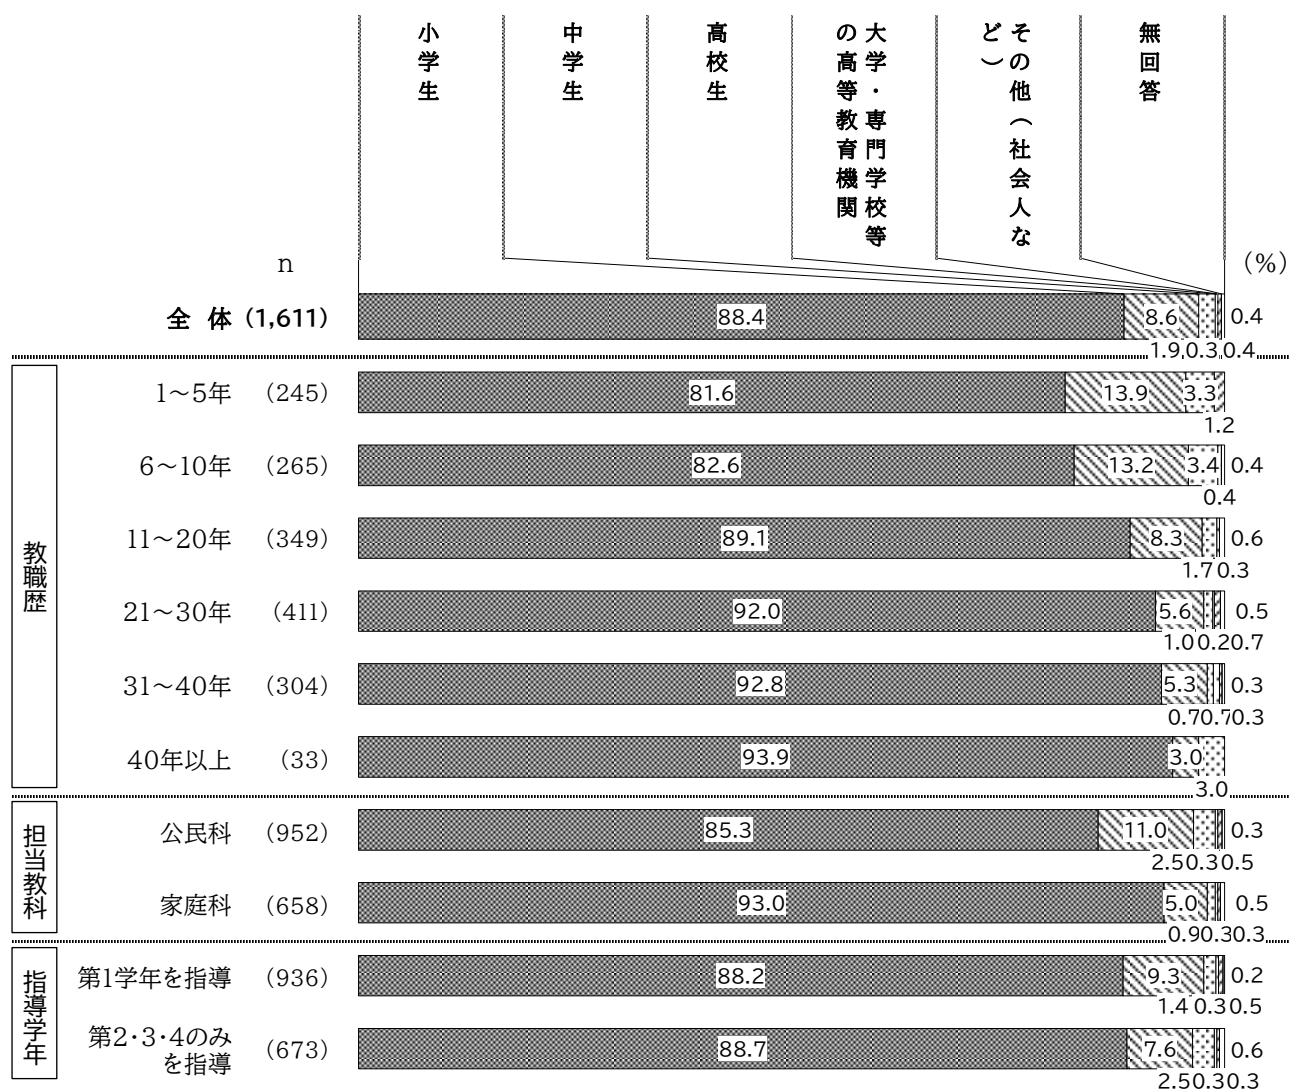 小学生
中学生
高校生
大学・専門学校等
の高等教育機関
その他（社会人な
ど）
無回答
n
(%)
全 体 (1,611) 88.4 8.6 0.4
1.9 0.3 0.4
教職歴
1～5年 (245) 81.6 13.9 3.3
1.2
6～10年 (265) 82.6 13.2 3.4 0.4
0.4
11～20年 (349) 89.1 8.3 0.6
1.7 0.3
21～30年 (411) 92.0 5.6 0.5
1.0 0.2 0.7
31～40年 (304) 92.8 5.3 0.3
0.7 0.7 0.3
40年以上 (33) 93.9 3.0
3.0
担当教科
公民科 (952) 85.3 11.0 0.3
2.5 0.3 0.5
家庭科 (658) 93.0 5.0 0.5
0.9 0.3 0.3
指導学年
第1学年を指導 (936) 88.2 9.3 0.2
1.4 0.3 0.5
第2・3・4のみ
を指導 (673) 88.7 7.6 0.6
2.5 0.3 0.3